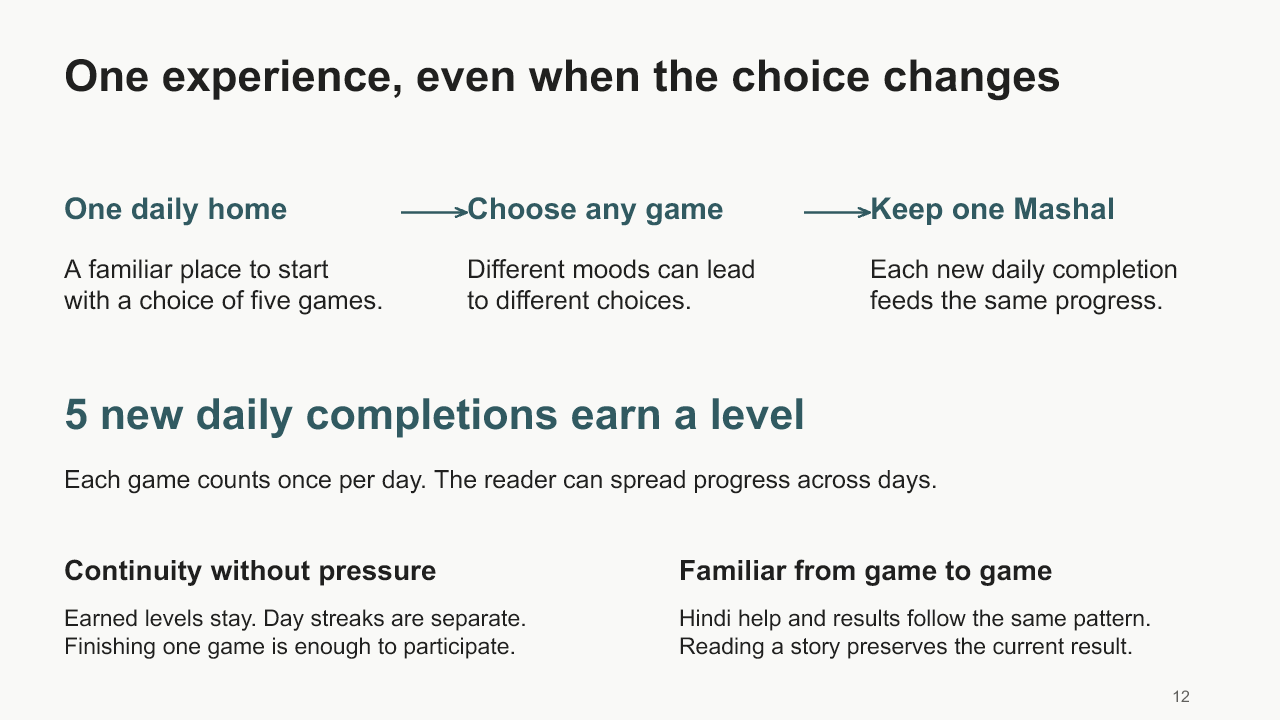 One experience, even when the choice changes
One daily home
Choose any game
Keep one Mashal
A familiar place to start
with a choice of five games.
Different moods can lead
to different choices.
Each new daily completion
feeds the same progress.
5 new daily completions earn a level
Each game counts once per day. The reader can spread progress across days.
Continuity without pressure
Earned levels stay. Day streaks are separate.
Finishing one game is enough to participate.
Familiar from game to game
Hindi help and results follow the same pattern.
Reading a story preserves the current result.
12